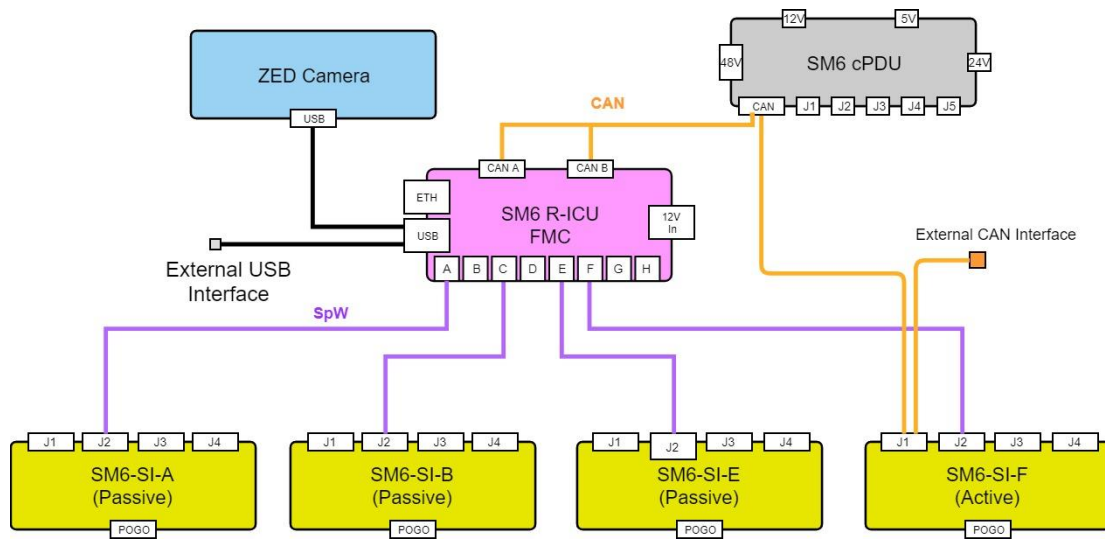 12V
5V
ZED Camera
SM6 cPDU
48V
24V
USB
CAN
J1
J2
J3
J4
J5
CAN
CAN A
CAN B
ETH
SM6 R-ICU
FMC
12V
In
USB
External CAN Interface
External USB
Interface
A
B
C
D
E
F
G
H
SpW
J1
J2
J3
J4
J1
J2
J3
J4
J1
J2
J3
J4
J1
J2
J3
J4
SM6-SI-A
(Passive)
SM6-SI-B
(Passive)
SM6-SI-E
(Passive)
SM6-SI-F
(Active)
POGO
POGO
POGO
POGO